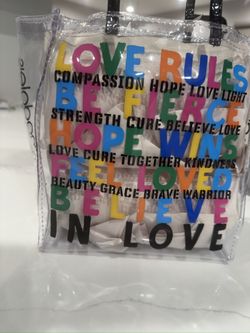 LOVE RULES
COMPASSION HOPE LOVE LIGHT
BE FIERCE
STRENGTH CURE BELIEVE LOVE
HOPE WINS
LOVE CURE TOGETHER KINDNESS
FEEL LOVED
BEAUTY GRACE BRAVE WARRIOR
BELIEVE
IN LOVE